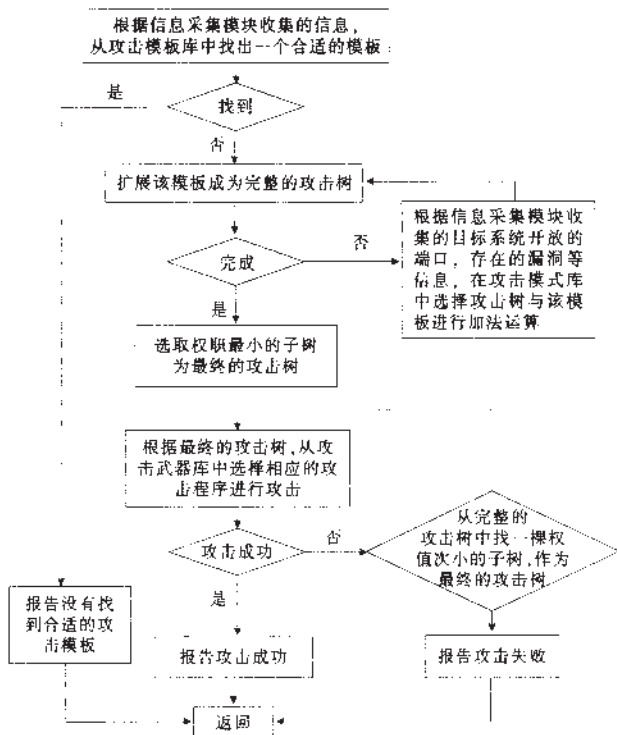 根据信息采集模块收集的信息，
从攻击模板库中找出一个合适的模板
是
找到
否
扩展该模板成为完整的攻击树
完成
否
根据信息采集模块收
集的目标系统开放的
端口，存在的漏洞等
信息，在攻击模式库
中选择攻击树与该模
板进行加法运算
是
选取权职最小的子树
为最终的攻击树
根据最终的攻击树,从攻
击武器库中选择相应的攻
击程序进行攻击
攻击成功
否
从完整的
攻击树中找一棵权
值次小的子树,作为
最终的攻击树
是
报告没有找
到合适的攻
击模板
报告攻击成功
报告攻击失败
返回